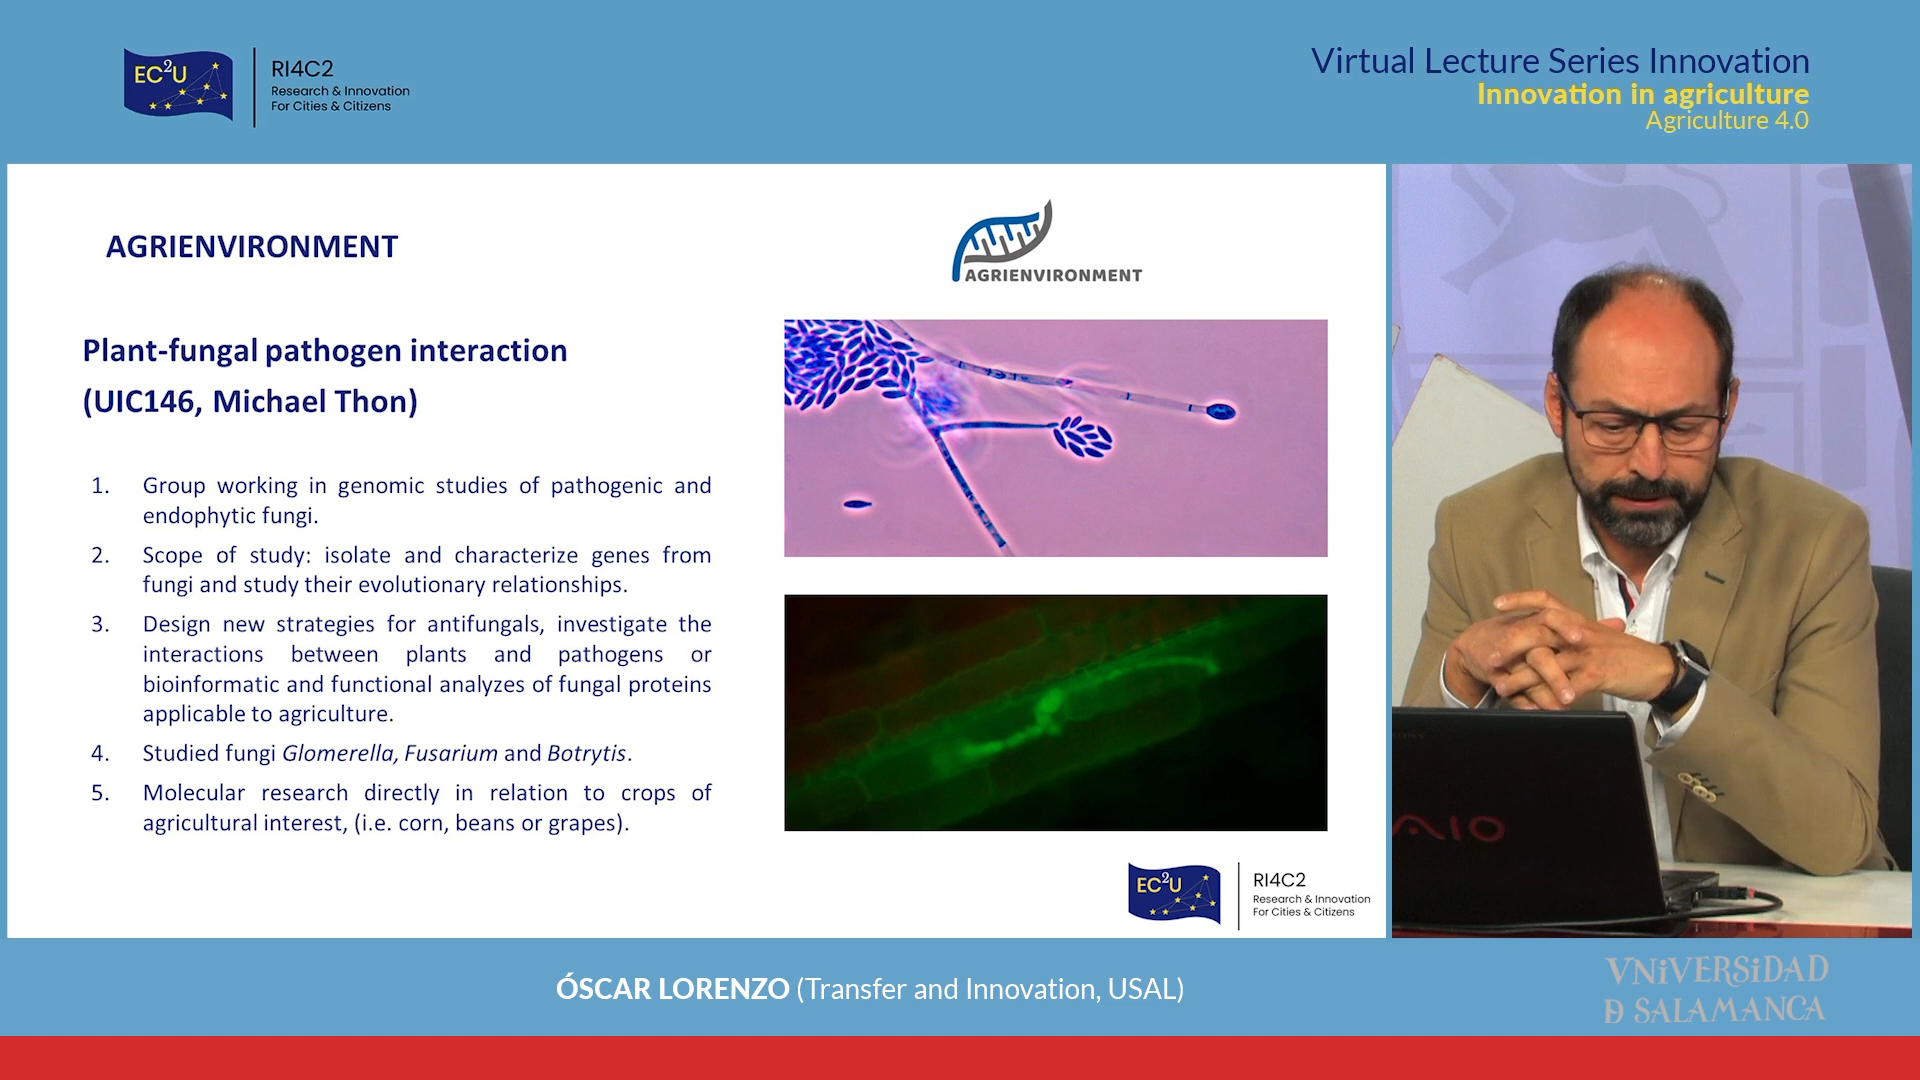 EC2U
RI4C2
Research & Innovation
For Cities & Citizens
Virtual Lecture Series Innovation
Innovation in agriculture
Agriculture 4.0
AGRIENVIRONMENT
AGRIENVIRONMENT
Plant-fungal pathogen interaction
(UIC146, Michael Thon)
1. Group working in genomic studies of pathogenic and
endophytic fungi.
2. Scope of study: isolate and characterize genes from
fungi and study their evolutionary relationships.
3. Design new strategies for antifungals, investigate the
interactions between plants and pathogens or
bioinformatic and functional analyzes of fungal proteins
applicable to agriculture.
4. Studied fungi Glomerella, Fusarium and Botrytis.
5. Molecular research directly in relation to crops of
agricultural interest, (i.e. corn, beans or grapes).
EC2U
RI4C2
Research & Innovation
For Cities & Citizens
AIO
ÓSCAR LORENZO (Transfer and Innovation, USAL)
VNiVERSiDAD
Ð SALAMANCA